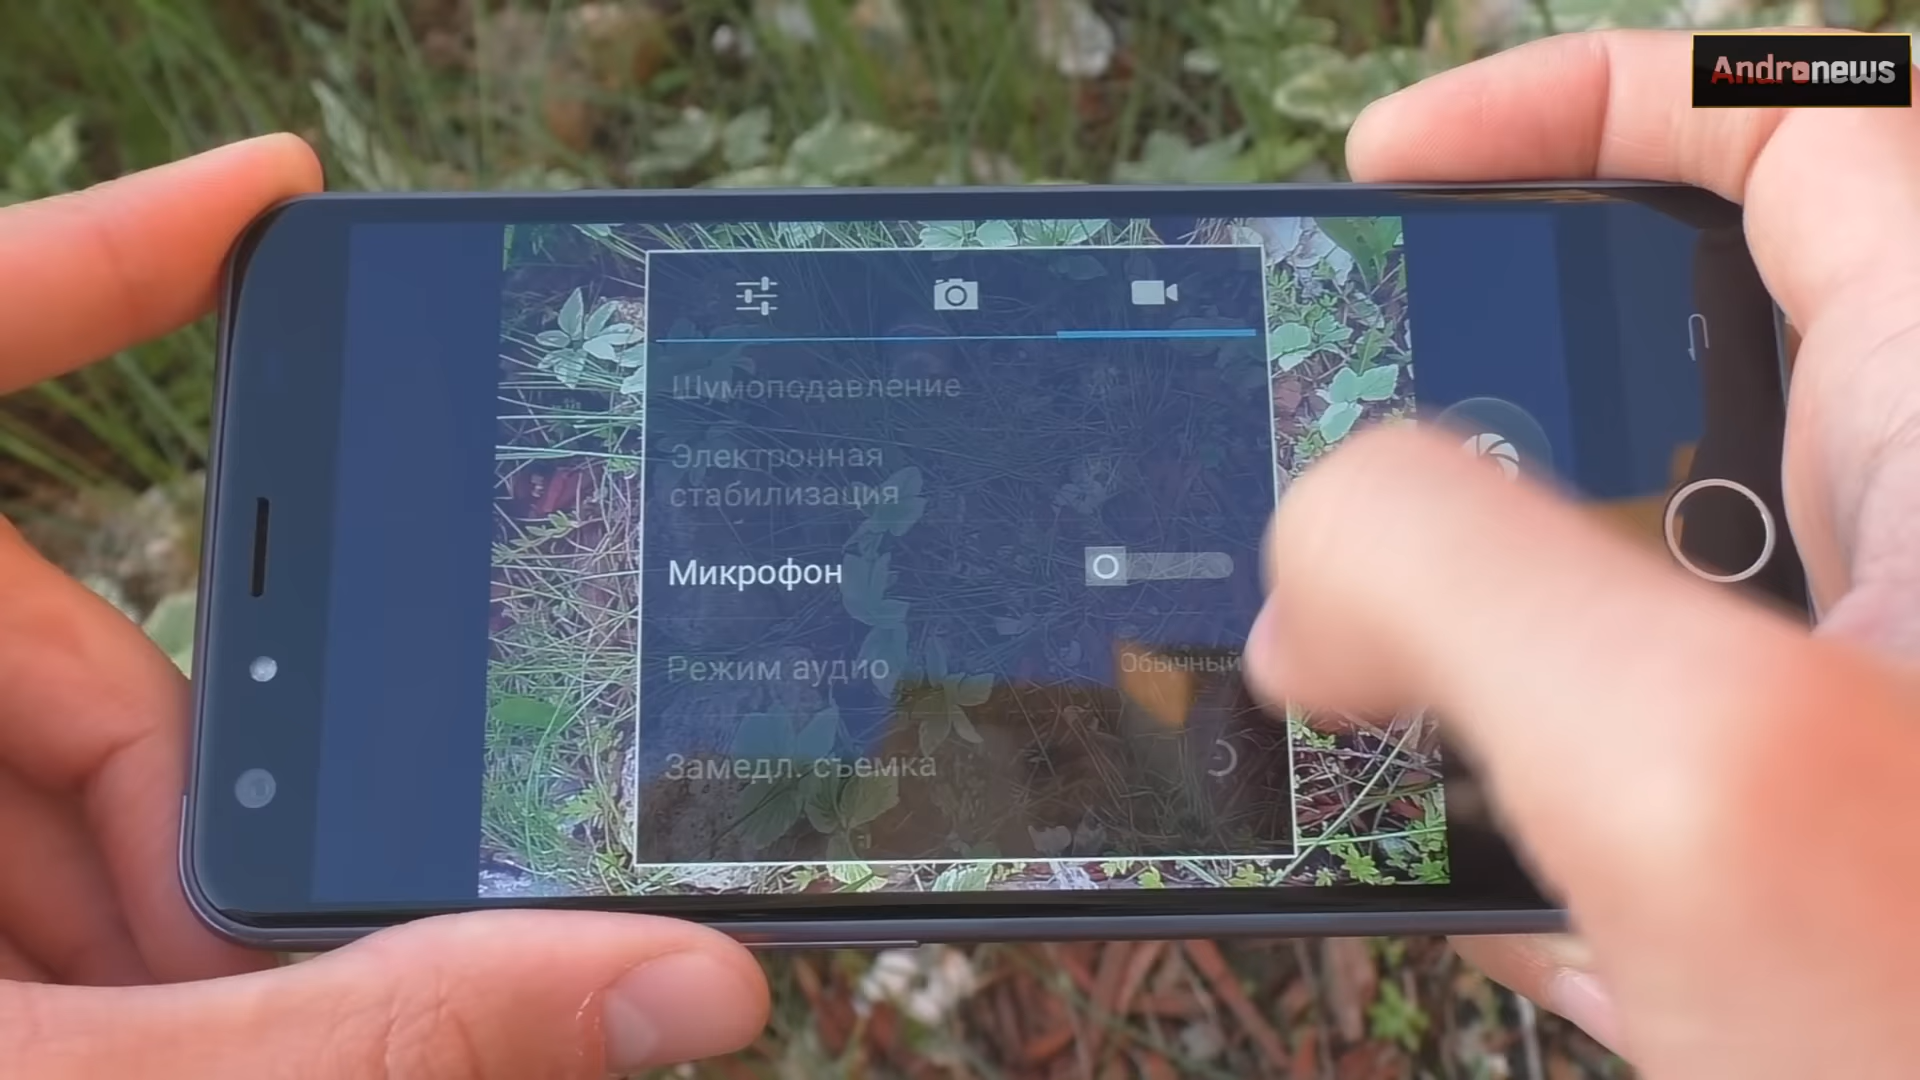 Andronews
Шумоподавление
Электронная
стабилизация
Микрофон
Режим аудио Обычный
Замедл. съемка